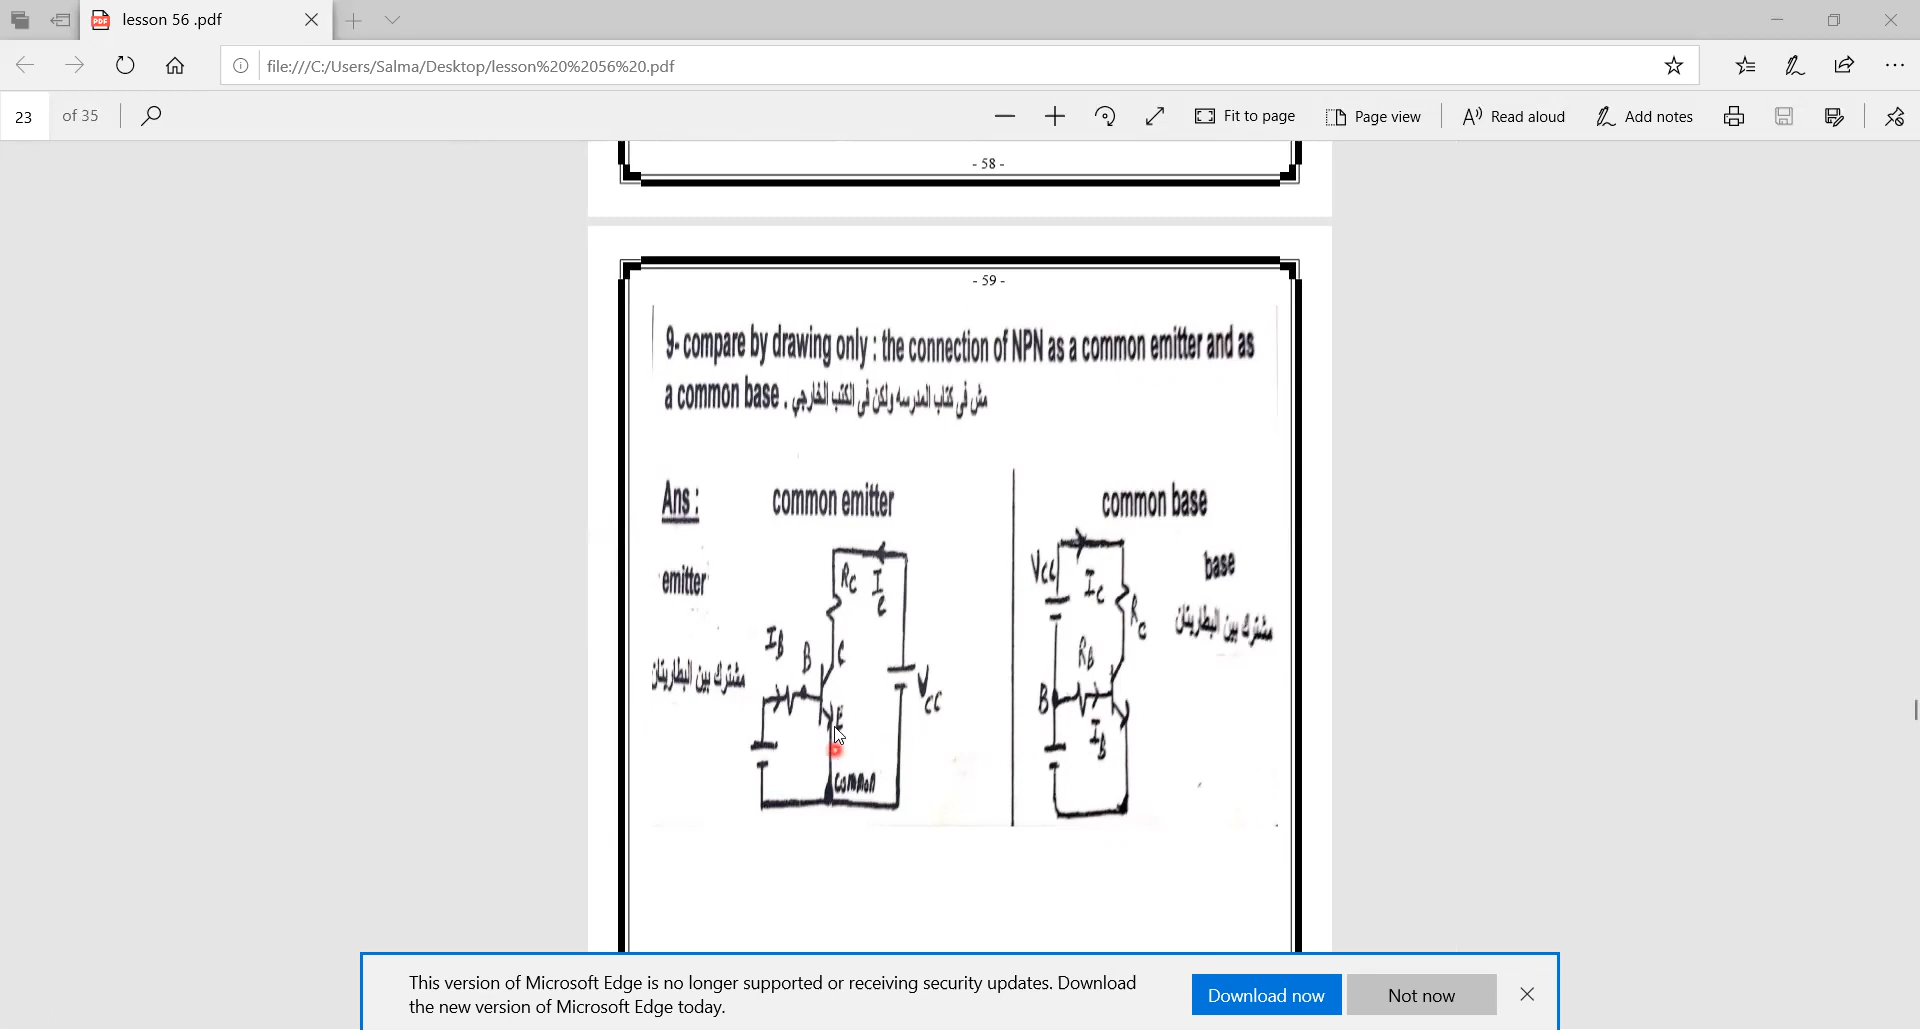 lesson 56 .pdf
file:///C:/Users/Salma/Desktop/lesson%20%2056%20.pdf
23 of 35
Fit to page
Page view
Read aloud
Add notes
- 58 -
- 59 -
9- compare by drawing only : the connection of NPN as a common emitter and as
a common base . مش فى كتاب المدرسه ولكن فى الكتب الخارجي
Ans :
common emitter
emitter
مشترك بين البطاريتان
RC
IC
IB
B
C
E
VCC
common
common base
base
مشترك بين البطاريتان
VCC
IC
RC
RB
B
IB
This version of Microsoft Edge is no longer supported or receiving security updates. Download
the new version of Microsoft Edge today.
Download now
Not now